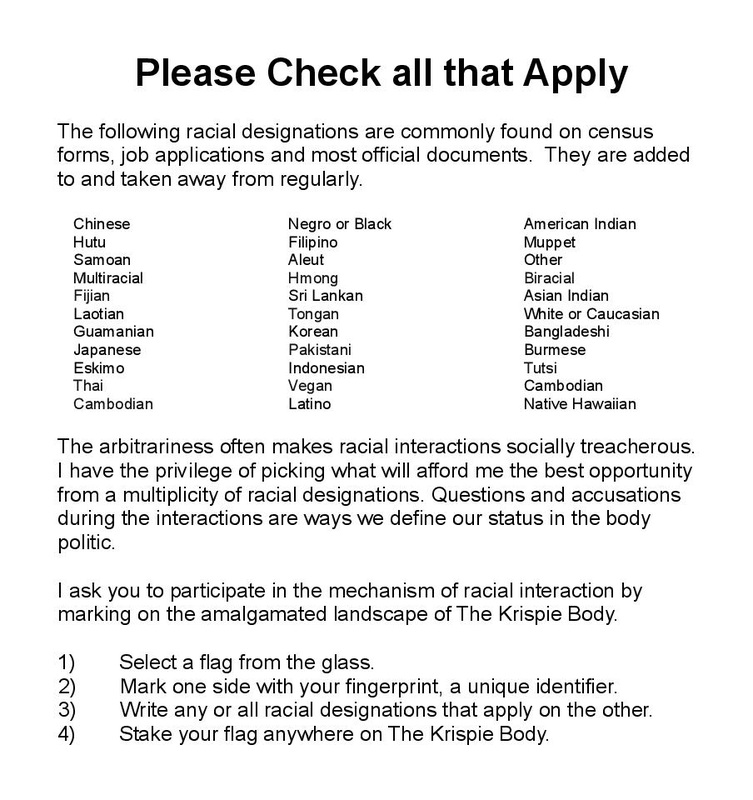 Please Check all that Apply
The following racial designations are commonly found on census
forms, job applications and most official documents.  They are added
to and taken away from regularly.
Chinese Negro or Black American Indian
Hutu Filipino Muppet
Samoan Aleut Other
Multiracial Hmong Biracial
Fijian Sri Lankan Asian Indian
Laotian Tongan White or Caucasian
Guamanian Korean Bangladeshi
Japanese Pakistani Burmese
Eskimo Indonesian Tutsi
Thai Vegan Cambodian
Cambodian Latino Native Hawaiian
The arbitrariness often makes racial interactions socially treacherous.
I have the privilege of picking what will afford me the best opportunity
from a multiplicity of racial designations. Questions and accusations
during the interactions are ways we define our status in the body
politic.
I ask you to participate in the mechanism of racial interaction by
marking on the amalgamated landscape of The Krispie Body.
1) Select a flag from the glass.
2) Mark one side with your fingerprint, a unique identifier.
3) Write any or all racial designations that apply on the other.
4) Stake your flag anywhere on The Krispie Body.